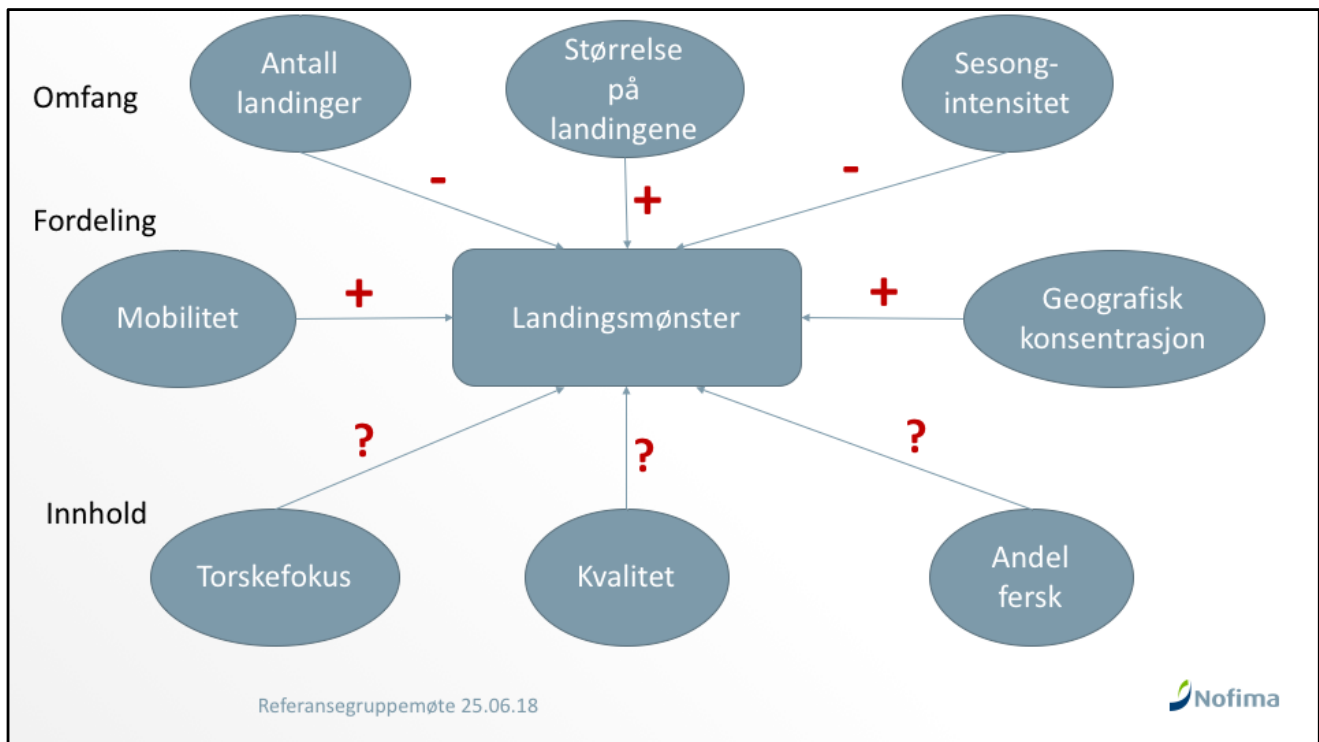 Omfang
Antall
landinger
Størrelse
på
landingene
Sesong-
intensitet
-
+
-
Fordeling
Mobilitet
+
Landingsmønster
+
Geografisk
konsentrasjon
?
?
?
Innhold
Torskefokus
Kvalitet
Andel
fersk
Referansegruppemøte 25.06.18
Nofima